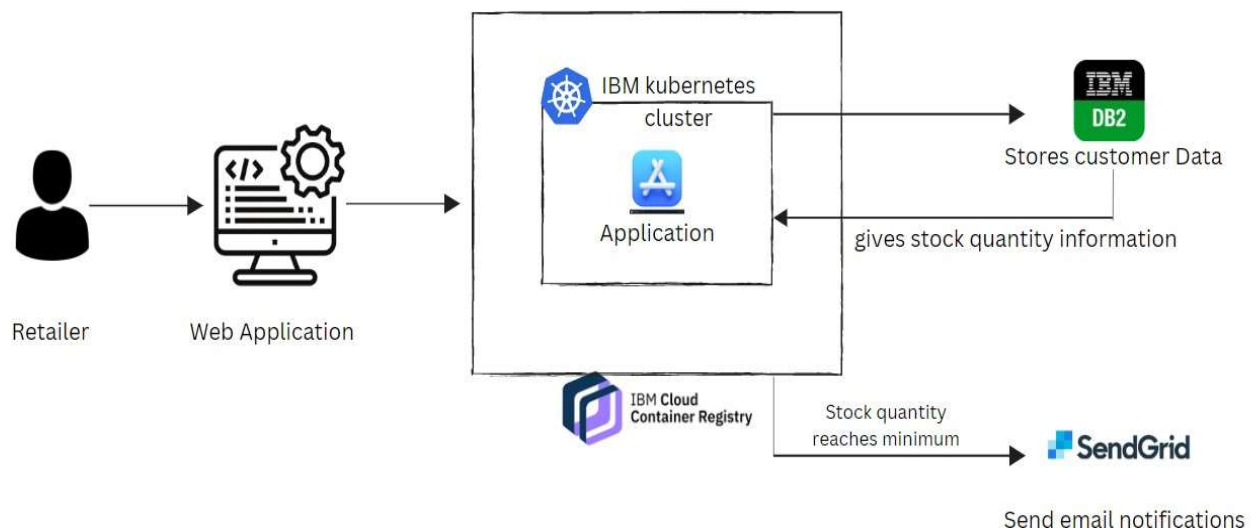 IBM kubernetes
cluster
IBM
DB2
Stores customer Data
</>
Application
gives stock quantity information
Retailer
Web Application
IBM Cloud
Container Registry
Stock quantity
reaches minimum
SendGrid
Send email notifications